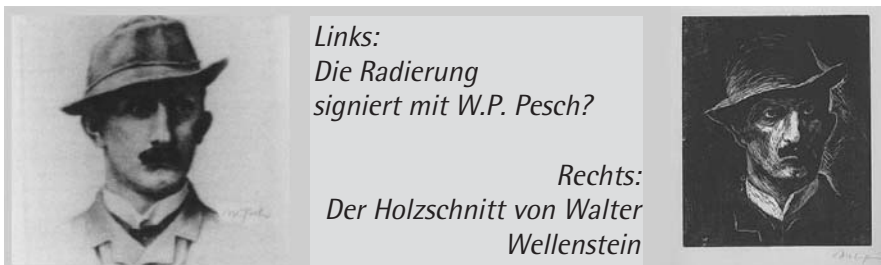 Links:
Die Radierung
signiert mit W.P. Pesch?
Rechts:
Der Holzschnitt von Walter
Wellenstein